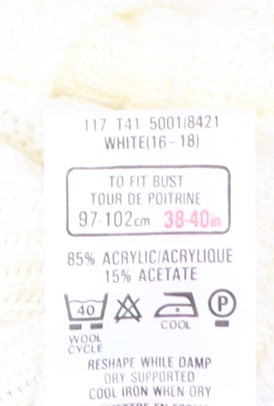 117 T41 5001/8421
WHITE(16-18)
TO FIT BUST
TOUR DE POITRINE
97-102cm 38-40in
85% ACRYLIC/ACRYLIQUE
15% ACETATE
40 P
COOL
WOOL
CYCLE
RESHAPE WHILE DAMP
DRY SUPPORTED
COOL IRON WHEN DRY